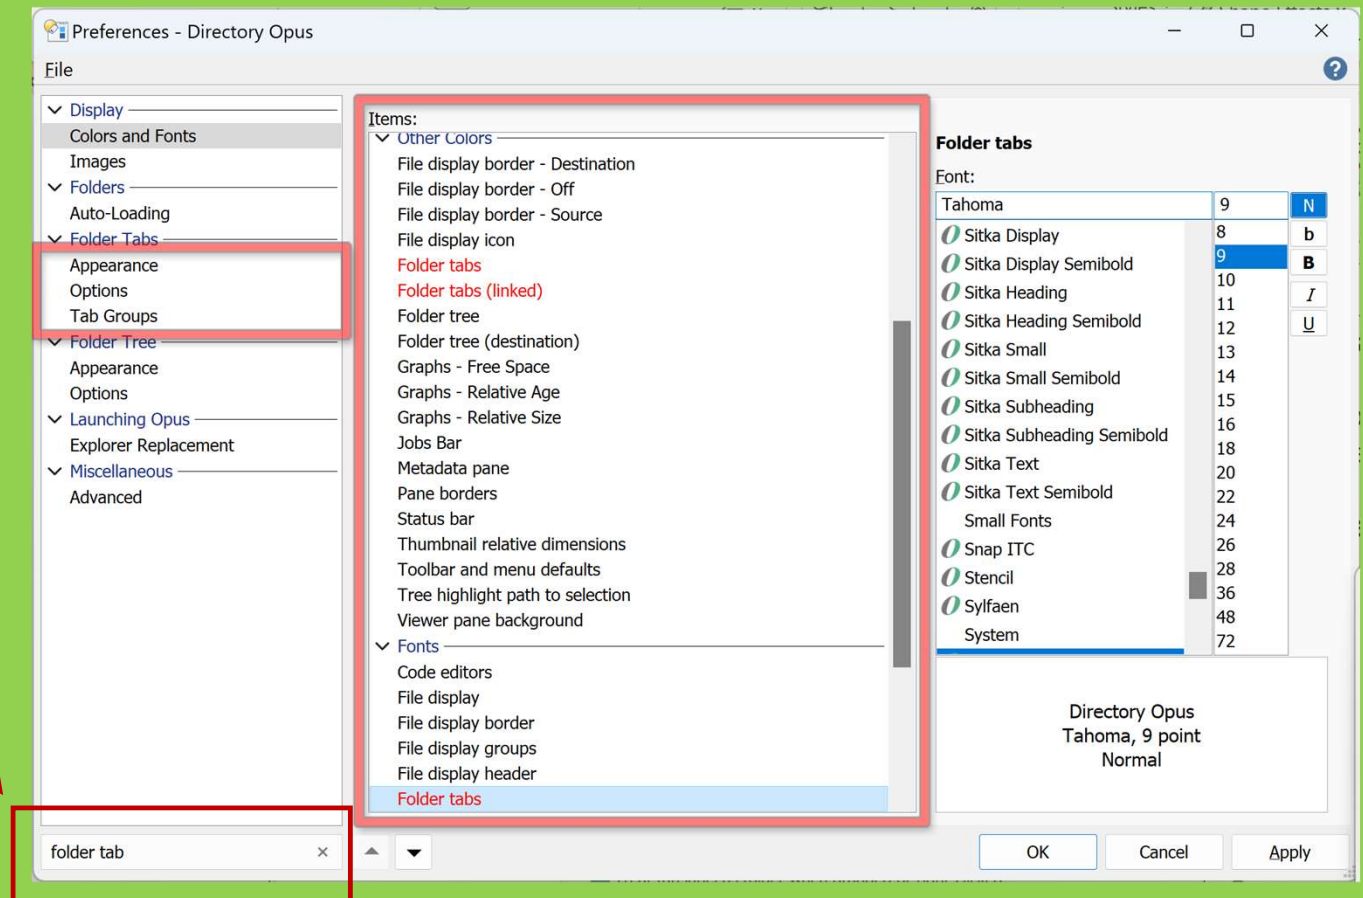 Preferences - Directory Opus
File
Display
Colors and Fonts
Images
Folders
Auto-Loading
Folder Tabs
Appearance
Options
Tab Groups
Folder Tree
Appearance
Options
Launching Opus
Explorer Replacement
Miscellaneous
Advanced
folder tab
Items:
Other Colors
File display border - Destination
File display border - Off
File display border - Source
File display icon
Folder tabs
Folder tabs (linked)
Folder tree
Folder tree (destination)
Graphs - Free Space
Graphs - Relative Age
Graphs - Relative Size
Jobs Bar
Metadata pane
Pane borders
Status bar
Thumbnail relative dimensions
Toolbar and menu defaults
Tree highlight path to selection
Viewer pane background
Fonts
Code editors
File display
File display border
File display groups
File display header
Folder tabs
Folder tabs
Font:
Tahoma
Sitka Display
Sitka Display Semibold
Sitka Heading
Sitka Heading Semibold
Sitka Small
Sitka Small Semibold
Sitka Subheading
Sitka Subheading Semibold
Sitka Text
Sitka Text Semibold
Small Fonts
Snap ITC
Stencil
Sylfaen
System
9
8
9
10
11
12
13
14
15
16
18
20
22
24
26
28
36
48
72
N
b
B
I
U
Directory Opus
Tahoma, 9 point
Normal
OK
Cancel
Apply